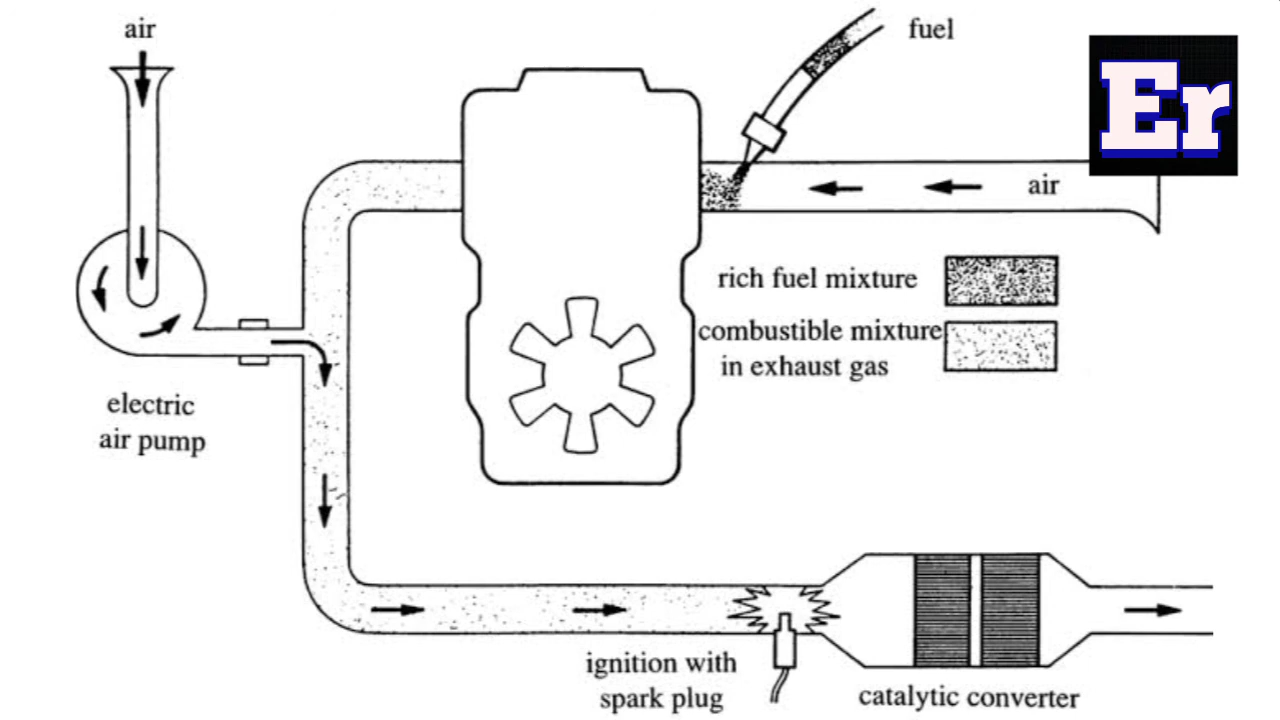 air
fuel
Er
air
rich fuel mixture
combustible mixture
in exhaust gas
electric
air pump
ignition with
spark plug
catalytic converter